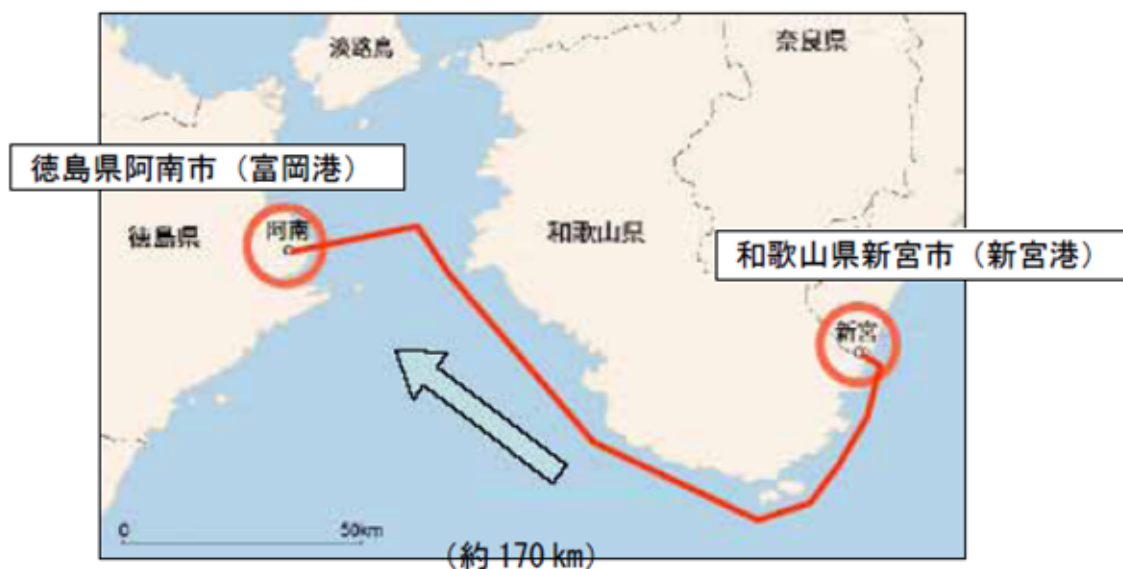 淡路島
奈良県
徳島県阿南市（富岡港）
阿南
徳島県
和歌山県
和歌山県新宮市（新宮港）
新宮
0 50km
（約 170 km）